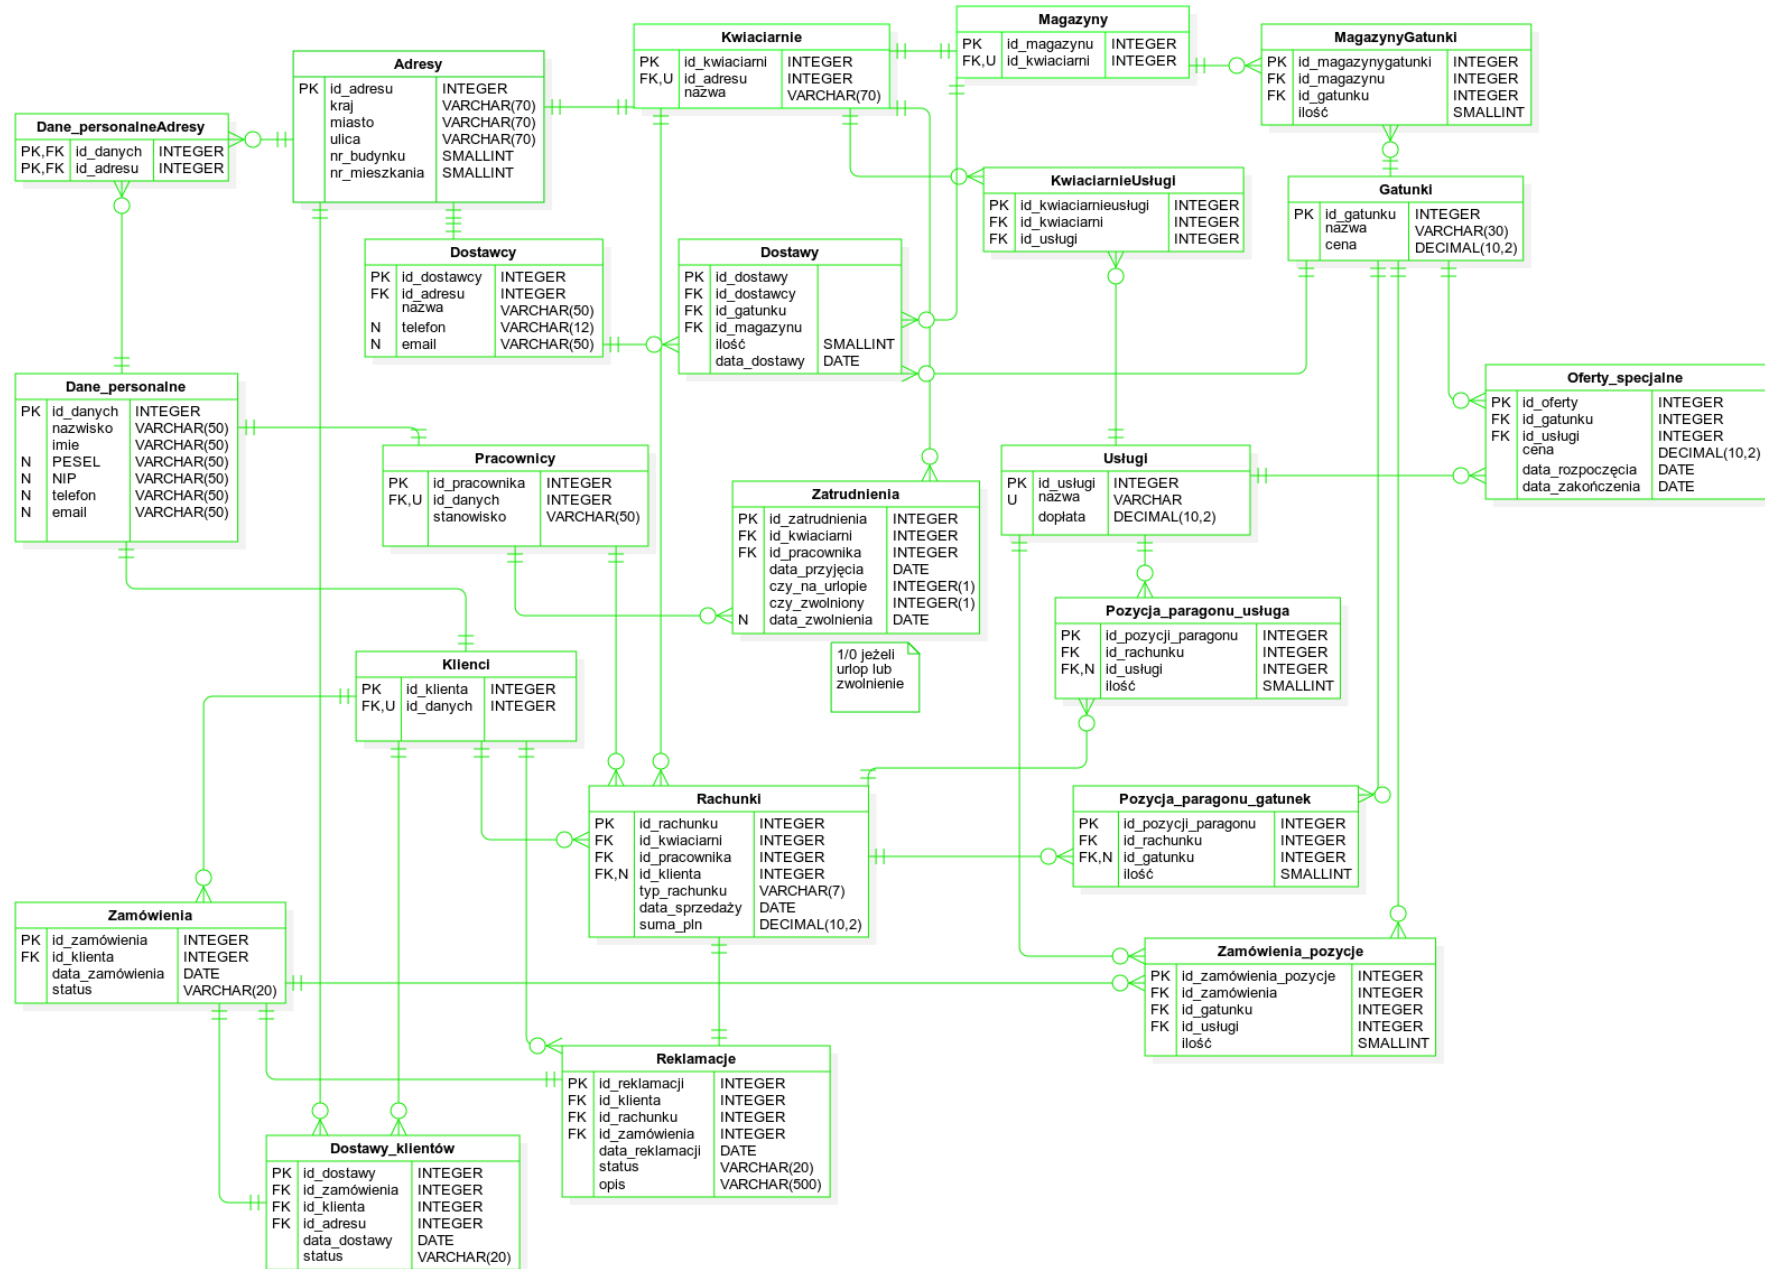 Magazyny
PK id_magazynu INTEGER
FK,U id_kwiaciarni INTEGER
Kwiaciarnie
PK id_kwiaciarni INTEGER
FK,U id_adresu INTEGER
nazwa VARCHAR(70)
MagazynyGatunki
PK id_magazynygatunki INTEGER
FK id_magazynu INTEGER
FK id_gatunku INTEGER
ilość SMALLINT
Adresy
PK id_adresu INTEGER
kraj VARCHAR(70)
miasto VARCHAR(70)
ulica VARCHAR(70)
nr_budynku SMALLINT
nr_mieszkania SMALLINT
Dane_personalneAdresy
PK,FK id_danych INTEGER
PK,FK id_adresu INTEGER
KwiaciarnieUsługi
PK id_kwiaciarnieusługi INTEGER
FK id_kwiaciarni INTEGER
FK id_usługi INTEGER
Gatunki
PK id_gatunku INTEGER
nazwa VARCHAR(30)
cena DECIMAL(10,2)
Dostawcy
PK id_dostawcy INTEGER
FK id_adresu INTEGER
nazwa VARCHAR(50)
N telefon VARCHAR(12)
N email VARCHAR(50)
Dostawy
PK id_dostawy
FK id_dostawcy
FK id_gatunku
FK id_magazynu
ilość SMALLINT
data_dostawy DATE
Dane_personalne
PK id_danych INTEGER
nazwisko VARCHAR(50)
imie VARCHAR(50)
N PESEL VARCHAR(50)
N NIP VARCHAR(50)
N telefon VARCHAR(50)
N email VARCHAR(50)
Oferty_specjalne
PK id_oferty INTEGER
FK id_gatunku INTEGER
FK id_usługi INTEGER
cena DECIMAL(10,2)
data_rozpoczęcia DATE
data_zakończenia DATE
Pracownicy
PK id_pracownika INTEGER
FK,U id_danych INTEGER
stanowisko VARCHAR(50)
Usługi
PK id_usługi INTEGER
U nazwa VARCHAR
dopłata DECIMAL(10,2)
Zatrudnienia
PK id_zatrudnienia INTEGER
FK id_kwiaciarni INTEGER
FK id_pracownika INTEGER
data_przyjęcia DATE
czy_na_urlopie INTEGER(1)
czy_zwolniony INTEGER(1)
N data_zwolnienia DATE
1/0 jeżeli
urlop lub
zwolnienie
Pozycja_paragonu_usługa
PK id_pozycji_paragonu INTEGER
FK id_rachunku INTEGER
FK,N id_usługi INTEGER
ilość SMALLINT
Klienci
PK id_klienta INTEGER
FK,U id_danych INTEGER
Rachunki
PK id_rachunku INTEGER
FK id_kwiaciarni INTEGER
FK id_pracownika INTEGER
FK,N id_klienta INTEGER
typ_rachunku VARCHAR(7)
data_sprzedaży DATE
suma_pln DECIMAL(10,2)
Pozycja_paragonu_gatunek
PK id_pozycji_paragonu INTEGER
FK id_rachunku INTEGER
FK,N id_gatunku INTEGER
ilość SMALLINT
Zamówienia
PK id_zamówienia INTEGER
FK id_klienta INTEGER
data_zamówienia DATE
status VARCHAR(20)
Zamówienia_pozycje
PK id_zamówienia_pozycje INTEGER
FK id_zamówienia INTEGER
FK id_gatunku INTEGER
FK id_usługi INTEGER
ilość SMALLINT
Reklamacje
PK id_reklamacji INTEGER
FK id_klienta INTEGER
FK id_rachunku INTEGER
FK id_zamówienia INTEGER
data_reklamacji DATE
status VARCHAR(20)
opis VARCHAR(500)
Dostawy_klientów
PK id_dostawy INTEGER
FK id_zamówienia INTEGER
FK id_klienta INTEGER
FK id_adresu INTEGER
data_dostawy DATE
status VARCHAR(20)